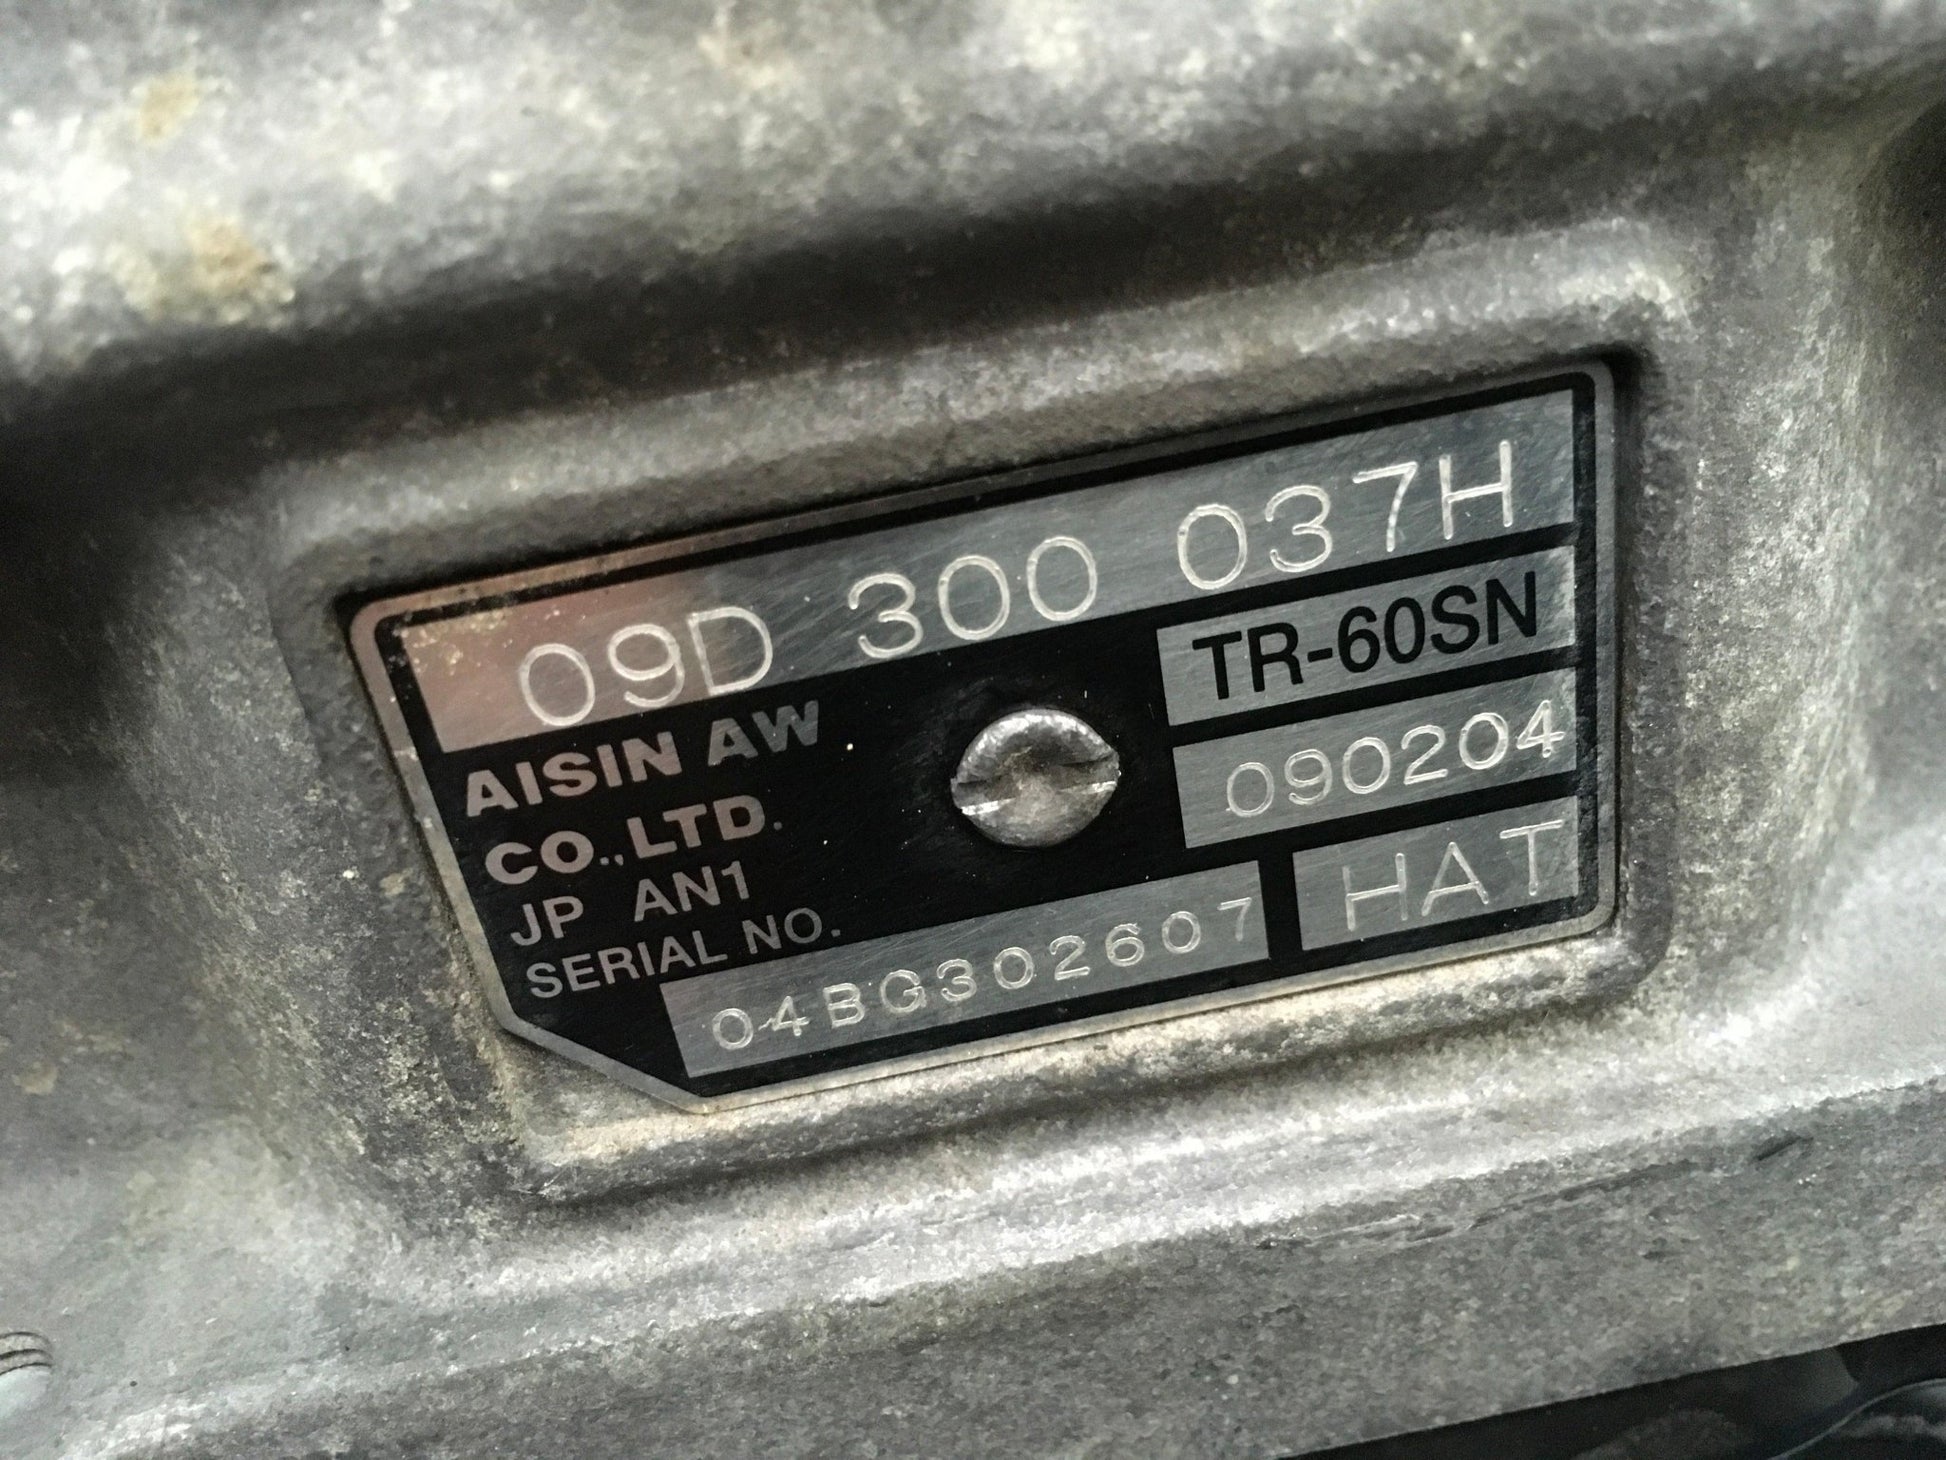 09D 300 037H
AISIN AW
CO.,LTD.
JP AN1
SERIAL NO.
04BG302607
TR-60SN
090204
HAT